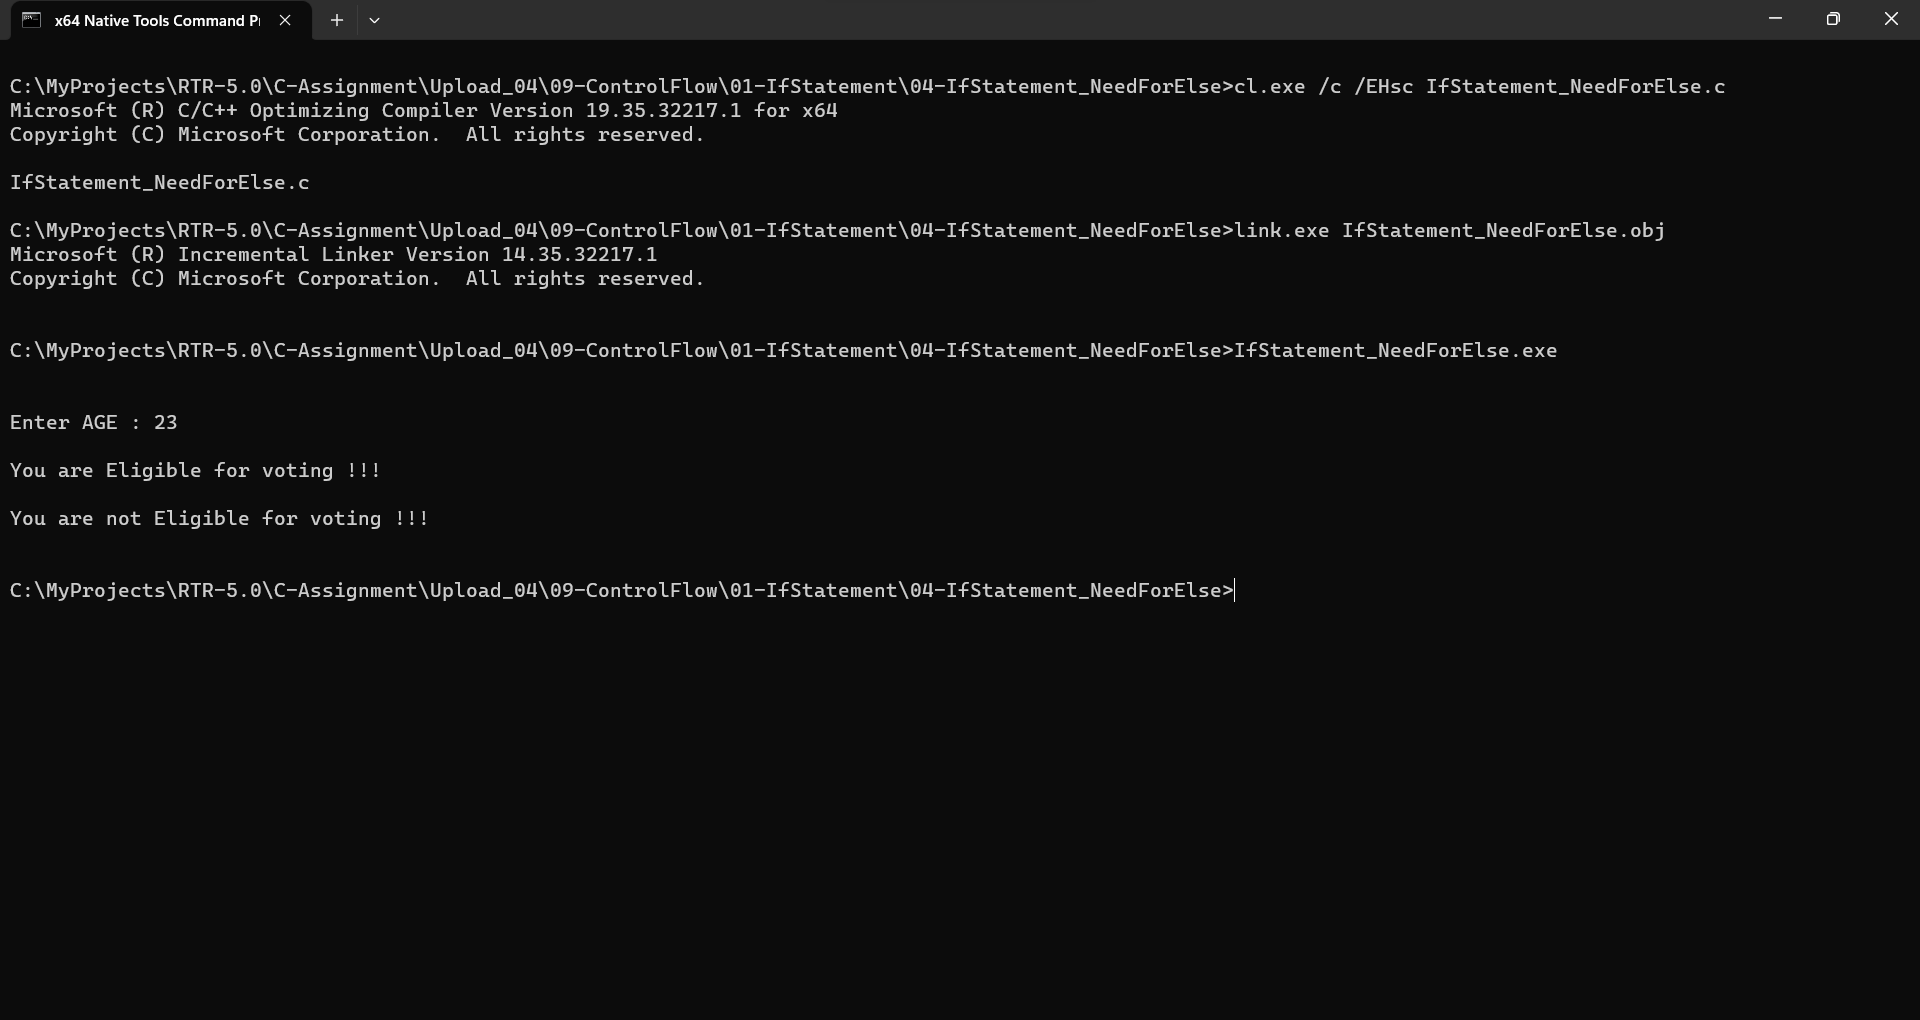 x64 Native Tools Command P
C:\MyProjects\RTR-5.0\C-Assignment\Upload_04\09-ControlFlow\01-IfStatement\04-IfStatement_NeedForElse>cl.exe /c /EHsc IfStatement_NeedForElse.c
Microsoft (R) C/C++ Optimizing Compiler Version 19.35.32217.1 for x64
Copyright (C) Microsoft Corporation.  All rights reserved.
IfStatement_NeedForElse.c
C:\MyProjects\RTR-5.0\C-Assignment\Upload_04\09-ControlFlow\01-IfStatement\04-IfStatement_NeedForElse>link.exe IfStatement_NeedForElse.obj
Microsoft (R) Incremental Linker Version 14.35.32217.1
Copyright (C) Microsoft Corporation.  All rights reserved.
C:\MyProjects\RTR-5.0\C-Assignment\Upload_04\09-ControlFlow\01-IfStatement\04-IfStatement_NeedForElse>IfStatement_NeedForElse.exe
Enter AGE : 23
You are Eligible for voting !!!
You are not Eligible for voting !!!
C:\MyProjects\RTR-5.0\C-Assignment\Upload_04\09-ControlFlow\01-IfStatement\04-IfStatement_NeedForElse>